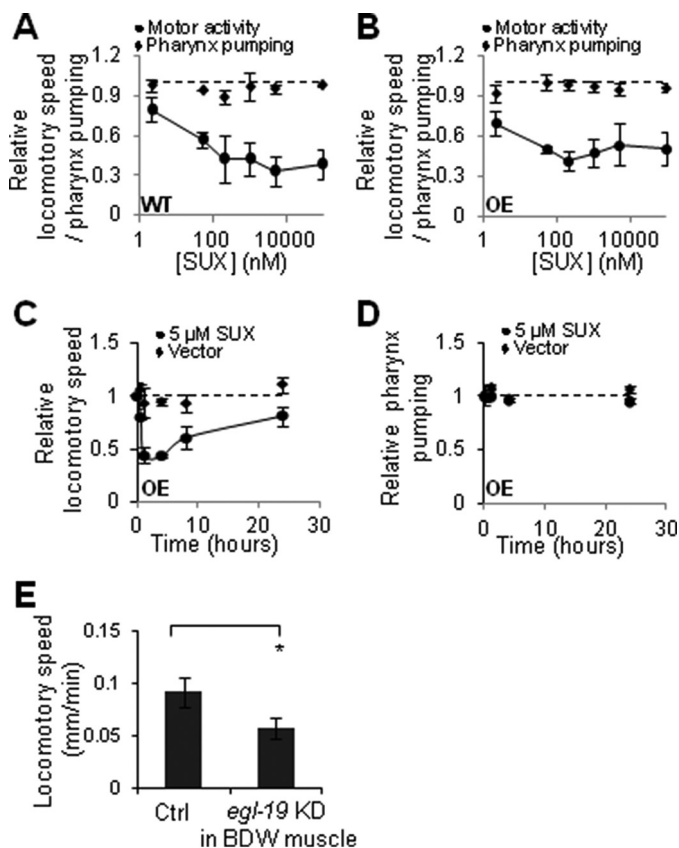 A
Motor activity
Pharynx pumping
Relative
locomotory speed
/ pharynx pumping
1.2
0.9
0.6
0.3
0
WT
1
100
10000
[SUX] (nM)
B
Motor activity
Pharynx pumping
Relative
locomotory speed
/ pharynx pumping
1.2
0.9
0.6
0.3
0
OE
1
100
10000
[SUX] (nM)
C
5 µM SUX
Vector
Relative
locomotory speed
1.5
1
0.5
0
OE
0
10
20
30
Time (hours)
D
5 µM SUX
Vector
Relative pharynx
pumping
1.5
1
0.5
0
OE
0
10
20
30
Time (hours)
E
Locomotory speed
(mm/min)
0.15
0.1
0.05
0
*
Ctrl
egl-19 KD
in BDW muscle